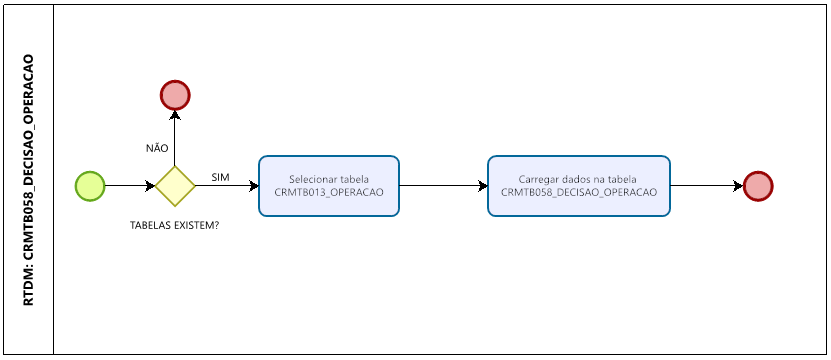 RTDM: CRMTB058_DECISAO_OPERACAO
NÃO
SIM
TABELAS EXISTEM?
Selecionar tabela
CRMTB013_OPERACAO
Carregar dados na tabela
CRMTB058_DECISAO_OPERACAO